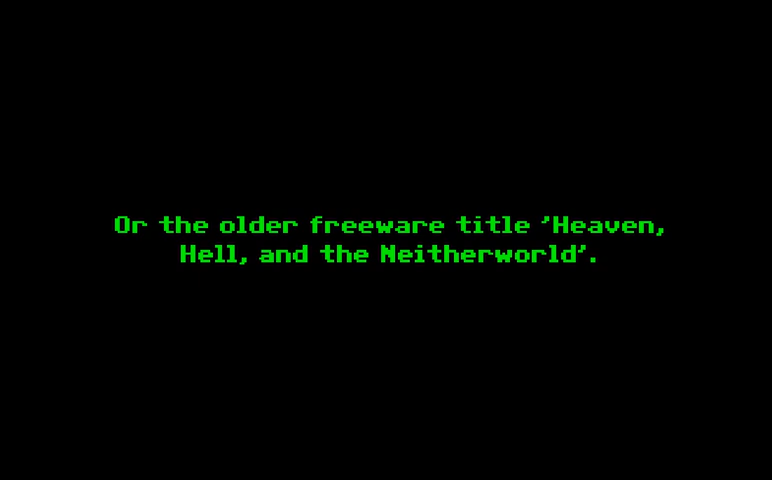 Or the older freeware title 'Heaven,
Hell, and the Neitherworld'.